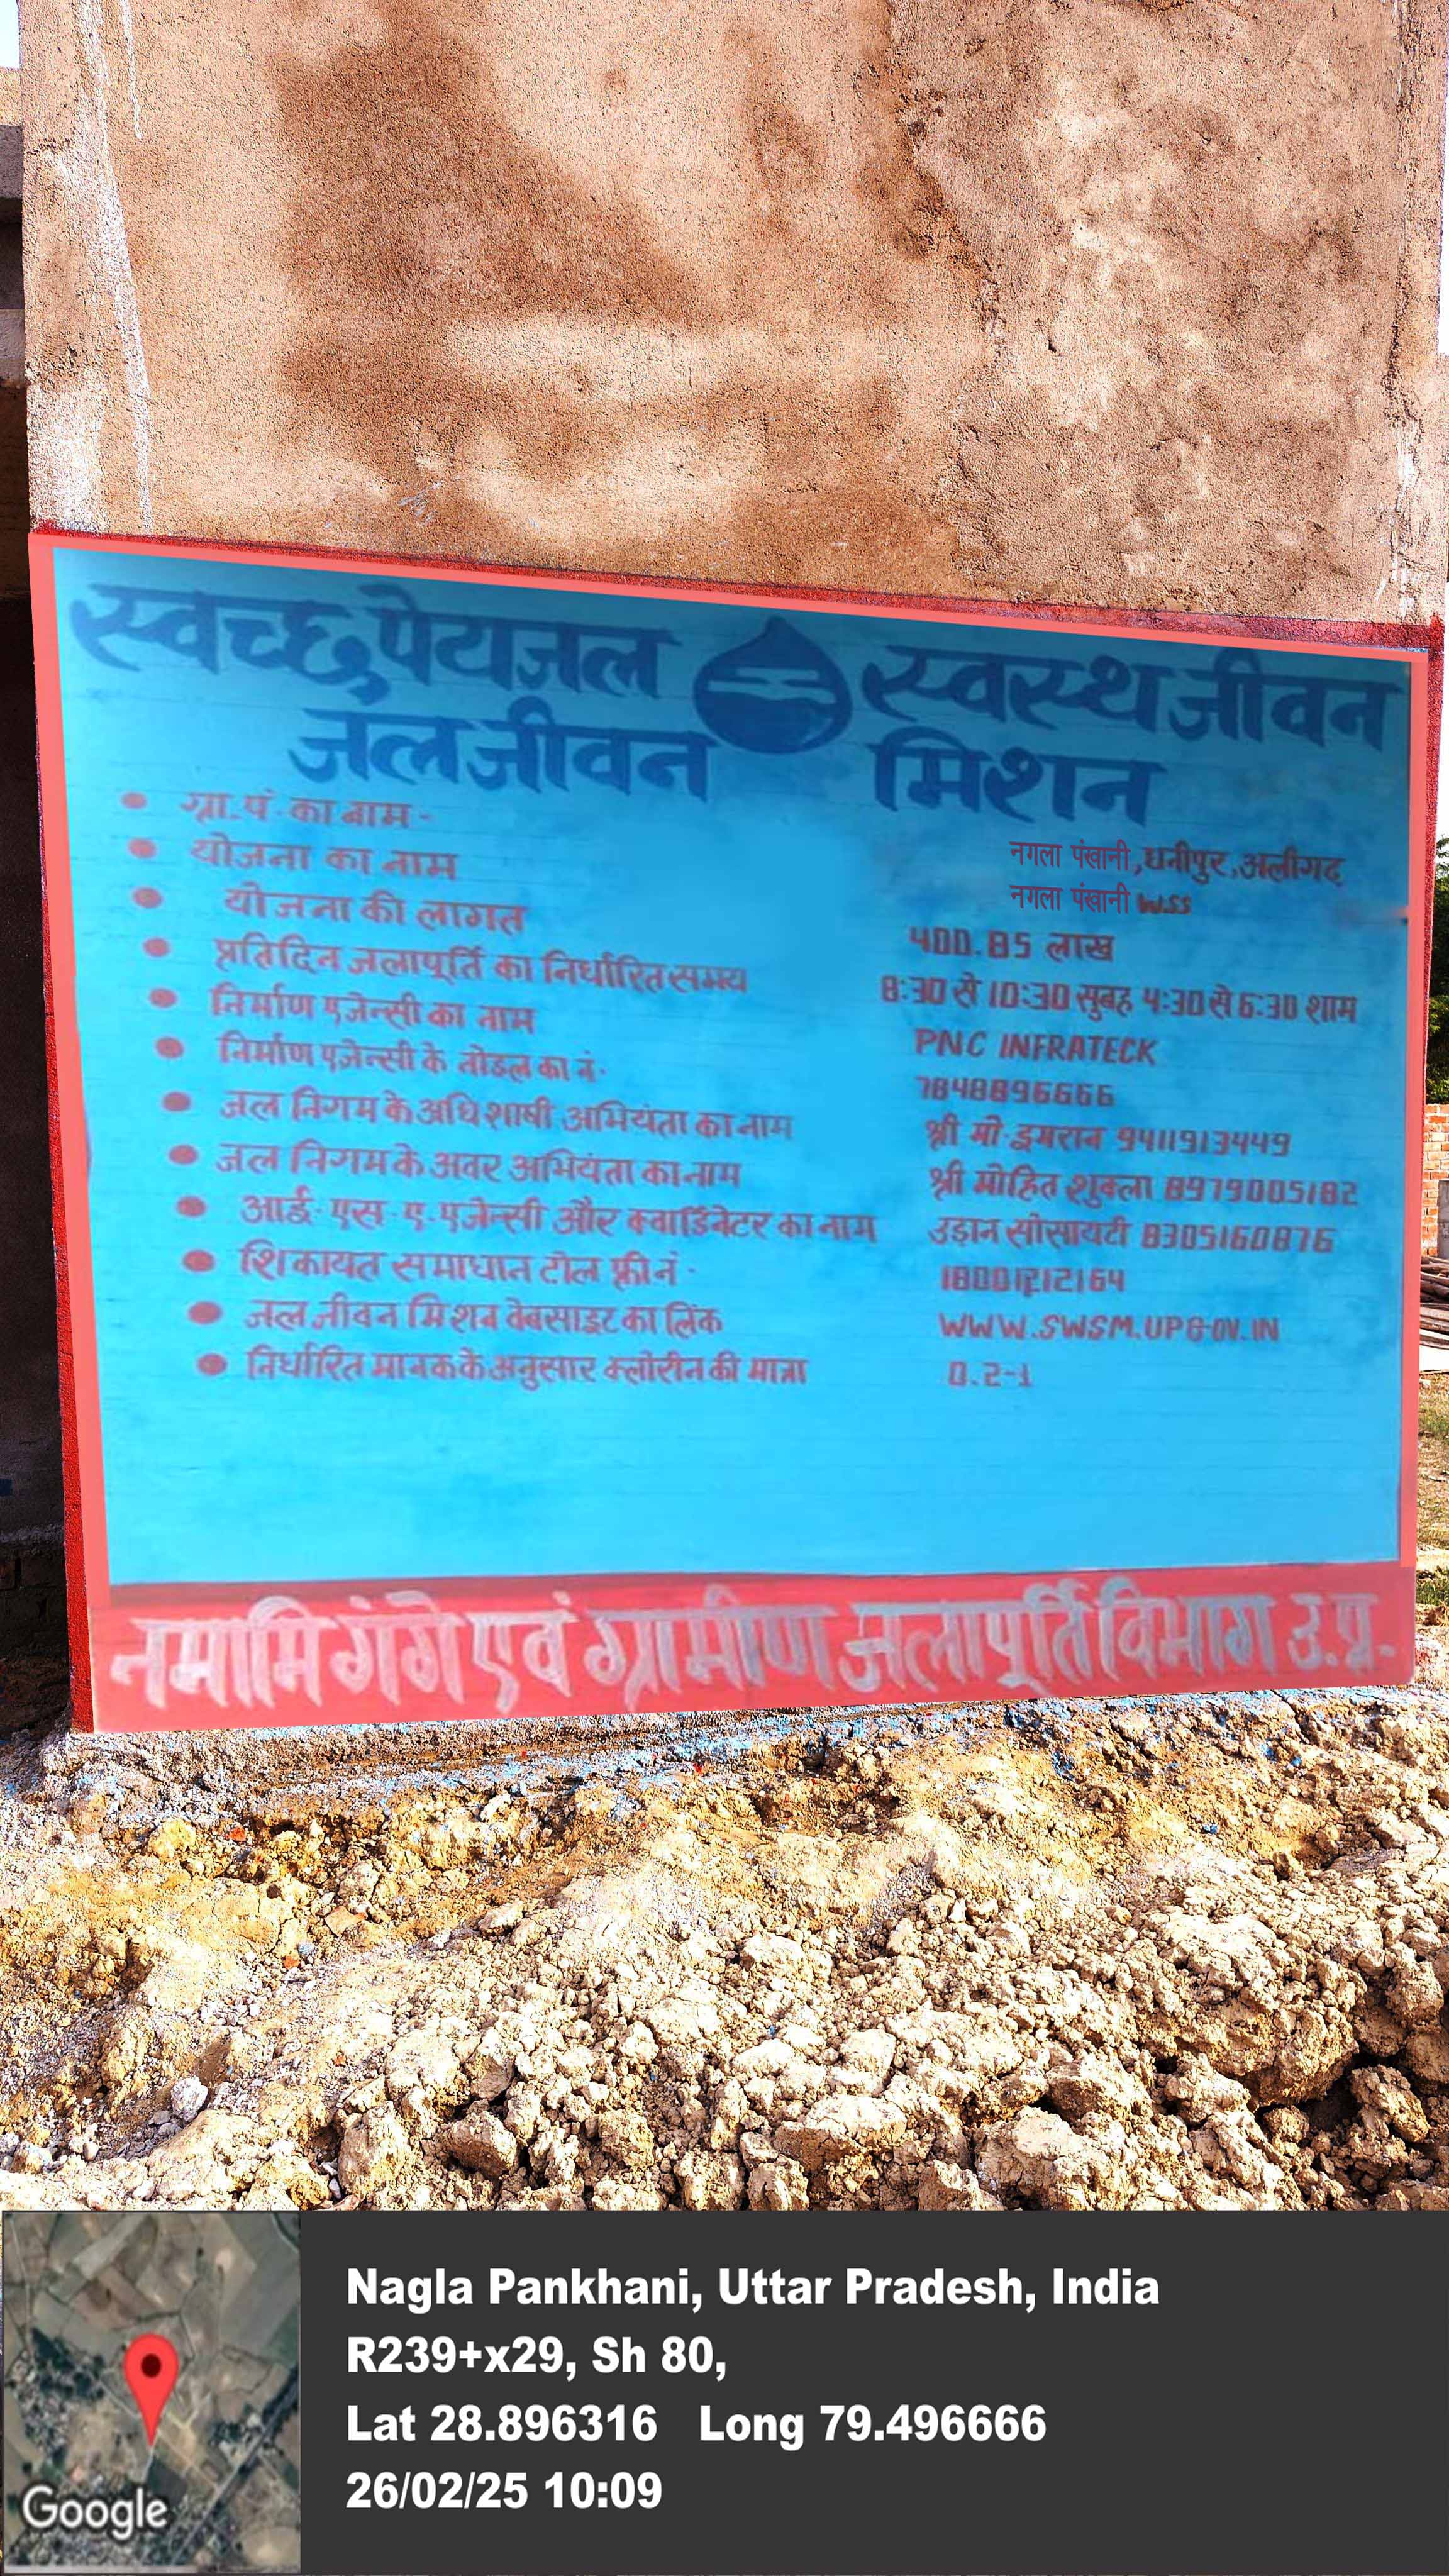 स्वच्छ पेयजल स्वस्थ जीवन
जल जीवन मिशन
• ग्रा.पं. का नाम - नगला पंखानी, धनीपुर, अलीगढ़
• योजना का नाम नगला पंखानी W.SS
• योजना की लागत 400.85 लाख
• प्रतिदिन जलापूर्ति का निर्धारित समय 8:30 से 10:30 सुबह 4:30 से 6:30 शाम
• निर्माण एजेन्सी का नाम PNC INFRATECK
• निर्माण एजेन्सी के नोडल का नं. 7848896666
• जल निगम के अधिशाषी अभियंता का नाम श्री मो. इमरान 9411913449
• जल निगम के अवर अभियंता का नाम श्री मोहित शुक्ला 8979005182
• आई. एस. ए. एजेन्सी और क्वार्डिनेटर का नाम उड़ान सोसायटी 8305160876
• शिकायत समाधान टोल फ्री नं. 18001212164
• जल जीवन मिशन वेबसाइट का लिंक WWW.SWSM.UPGOV.IN
• निर्धारित मानक के अनुसार क्लोरीन की मात्रा 0.2-1
नमामि गंगे एवं ग्रामीण जलापूर्ति विभाग उ.प्र.
Nagla Pankhani, Uttar Pradesh, India
R239+x29, Sh 80,
Lat 28.896316 Long 79.496666
26/02/25 10:09
Google